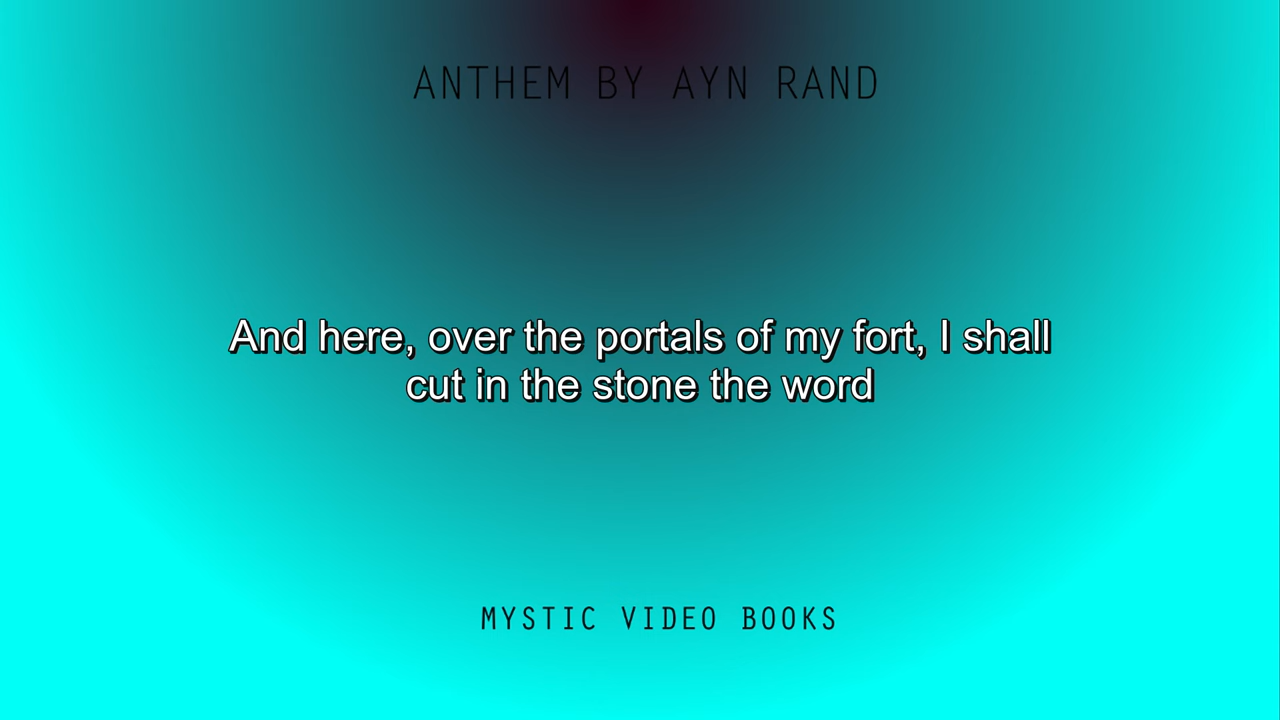 ANTHEM BY AYN RAND
And here, over the portals of my fort, I shall
cut in the stone the word
MYSTIC VIDEO BOOKS